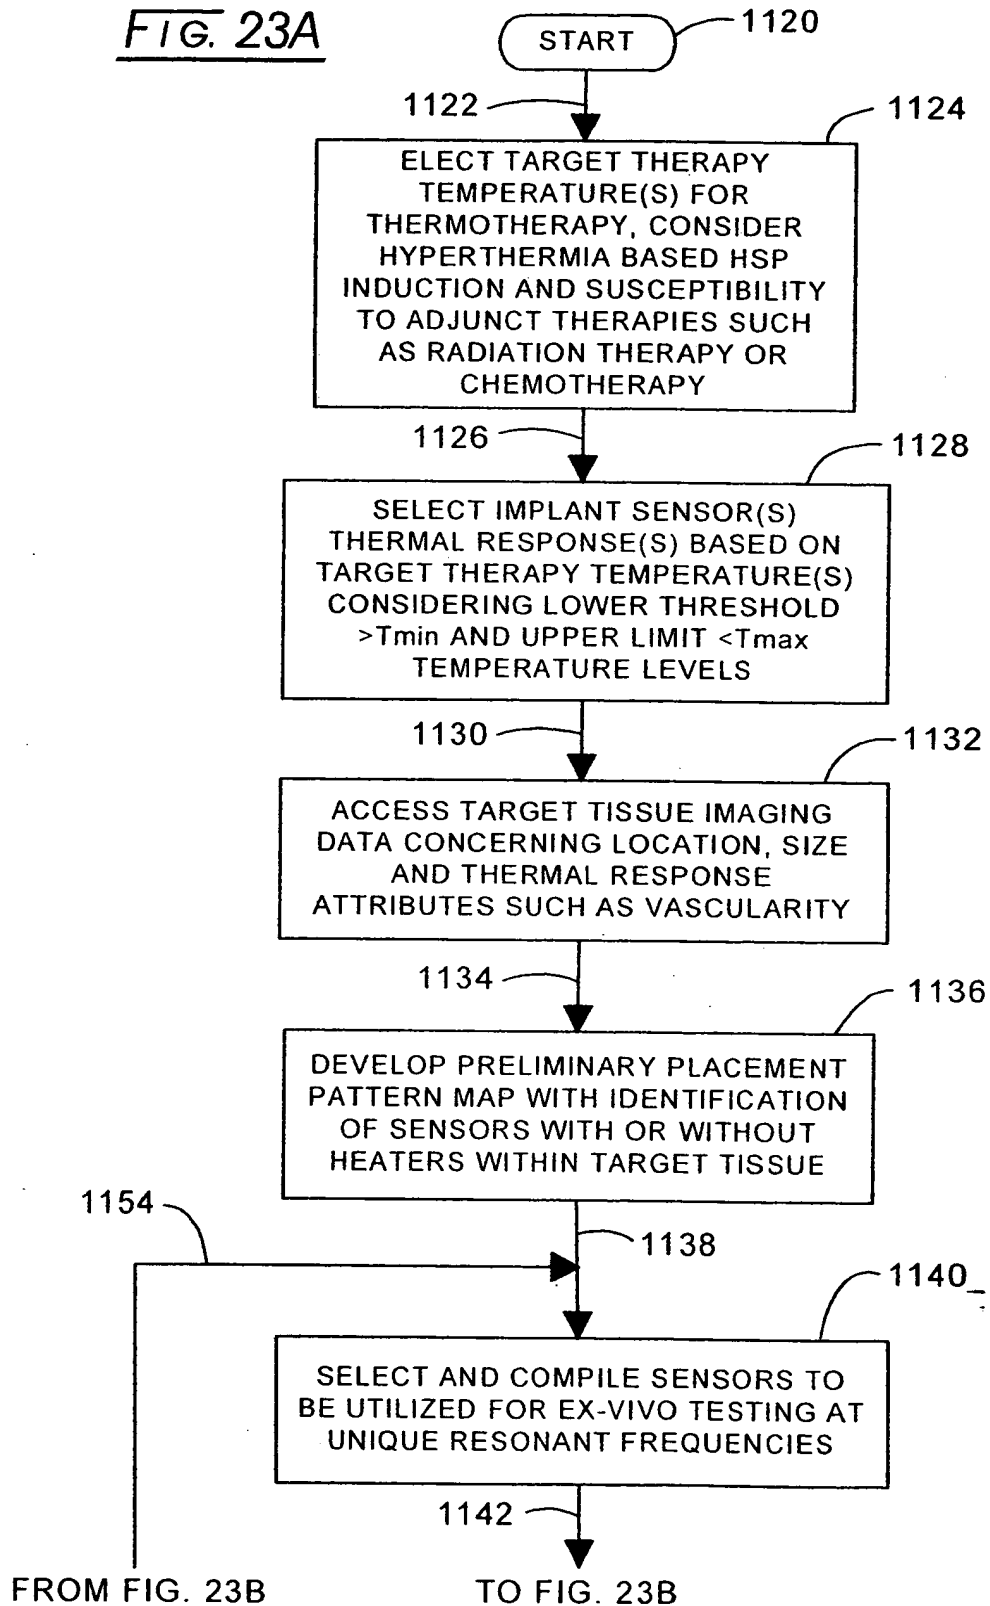 FIG. 23A
START
1120
1122
1124
ELECT TARGET THERAPY
TEMPERATURE(S) FOR
THERMOTHERAPY, CONSIDER
HYPERTHERMIA BASED HSP
INDUCTION AND SUSCEPTIBILITY
TO ADJUNCT THERAPIES SUCH
AS RADIATION THERAPY OR
CHEMOTHERAPY
1126
1128
SELECT IMPLANT SENSOR(S)
THERMAL RESPONSE(S) BASED ON
TARGET THERAPY TEMPERATURE(S)
CONSIDERING LOWER THRESHOLD
>Tmin AND UPPER LIMIT <Tmax
TEMPERATURE LEVELS
1130
1132
ACCESS TARGET TISSUE IMAGING
DATA CONCERNING LOCATION, SIZE
AND THERMAL RESPONSE
ATTRIBUTES SUCH AS VASCULARITY
1134
1136
DEVELOP PRELIMINARY PLACEMENT
PATTERN MAP WITH IDENTIFICATION
OF SENSORS WITH OR WITHOUT
HEATERS WITHIN TARGET TISSUE
1154
1138
1140
SELECT AND COMPILE SENSORS TO
BE UTILIZED FOR EX-VIVO TESTING AT
UNIQUE RESONANT FREQUENCIES
1142
FROM FIG. 23B
TO FIG. 23B